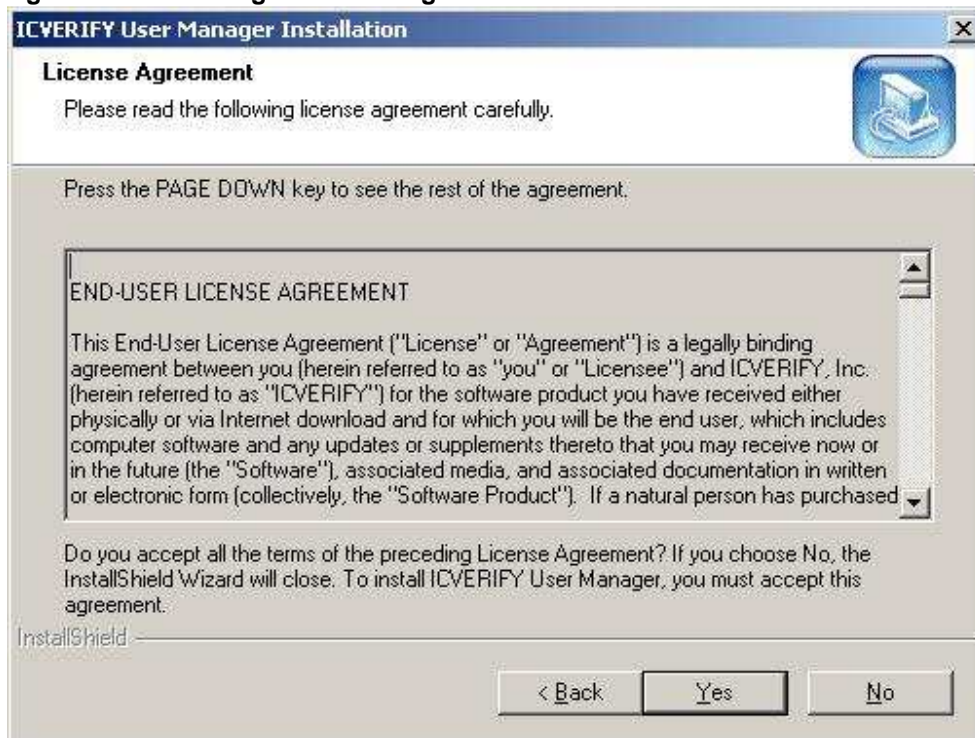 ICVERIFY User Manager Installation
License Agreement
Please read the following license agreement carefully.
Press the PAGE DOWN key to see the rest of the agreement.
END-USER LICENSE AGREEMENT
This End-User License Agreement ("License" or "Agreement") is a legally binding
agreement between you (herein referred to as "you" or "Licensee") and ICVERIFY, Inc.
(herein referred to as "ICVERIFY") for the software product you have received either
physically or via Internet download and for which you will be the end user, which includes
computer software and any updates or supplements thereto that you may receive now or
in the future (the "Software"), associated media, and associated documentation in written
or electronic form (collectively, the "Software Product"). If a natural person has purchased
Do you accept all the terms of the preceding License Agreement? If you choose No, the
InstallShield Wizard will close. To install ICVERIFY User Manager, you must accept this
agreement.
InstallShield
< Back Yes No